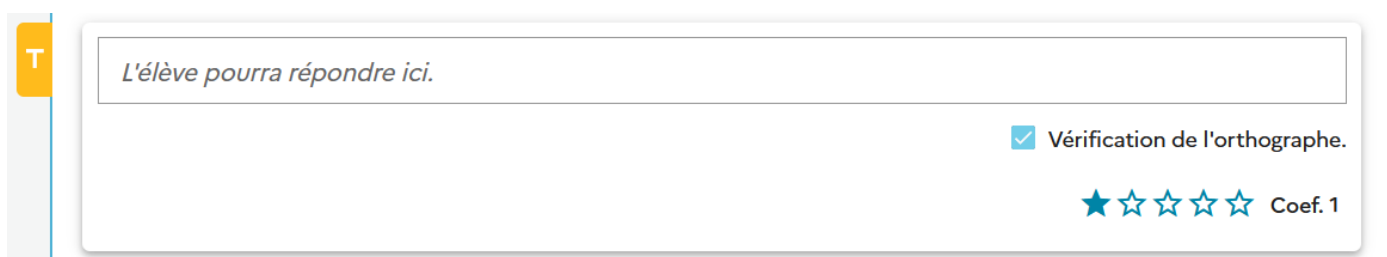 T
L'élève pourra répondre ici.
Vérification de l'orthographe.
Coef. 1